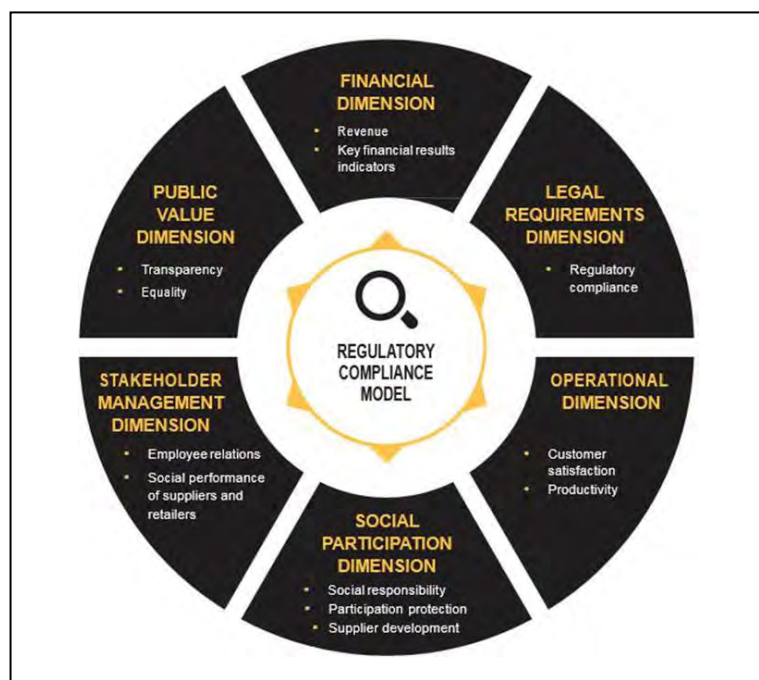 FINANCIAL
DIMENSION
• Revenue
• Key financial results
indicators
LEGAL
REQUIREMENTS
DIMENSION
• Regulatory
compliance
OPERATIONAL
DIMENSION
• Customer
satisfaction
• Productivity
SOCIAL
PARTICIPATION
DIMENSION
• Social responsibility
• Participation protection
• Supplier development
STAKEHOLDER
MANAGEMENT
DIMENSION
• Employee relations
• Social performance
of suppliers and
retailers
PUBLIC
VALUE
DIMENSION
• Transparency
• Equality
REGULATORY
COMPLIANCE
MODEL